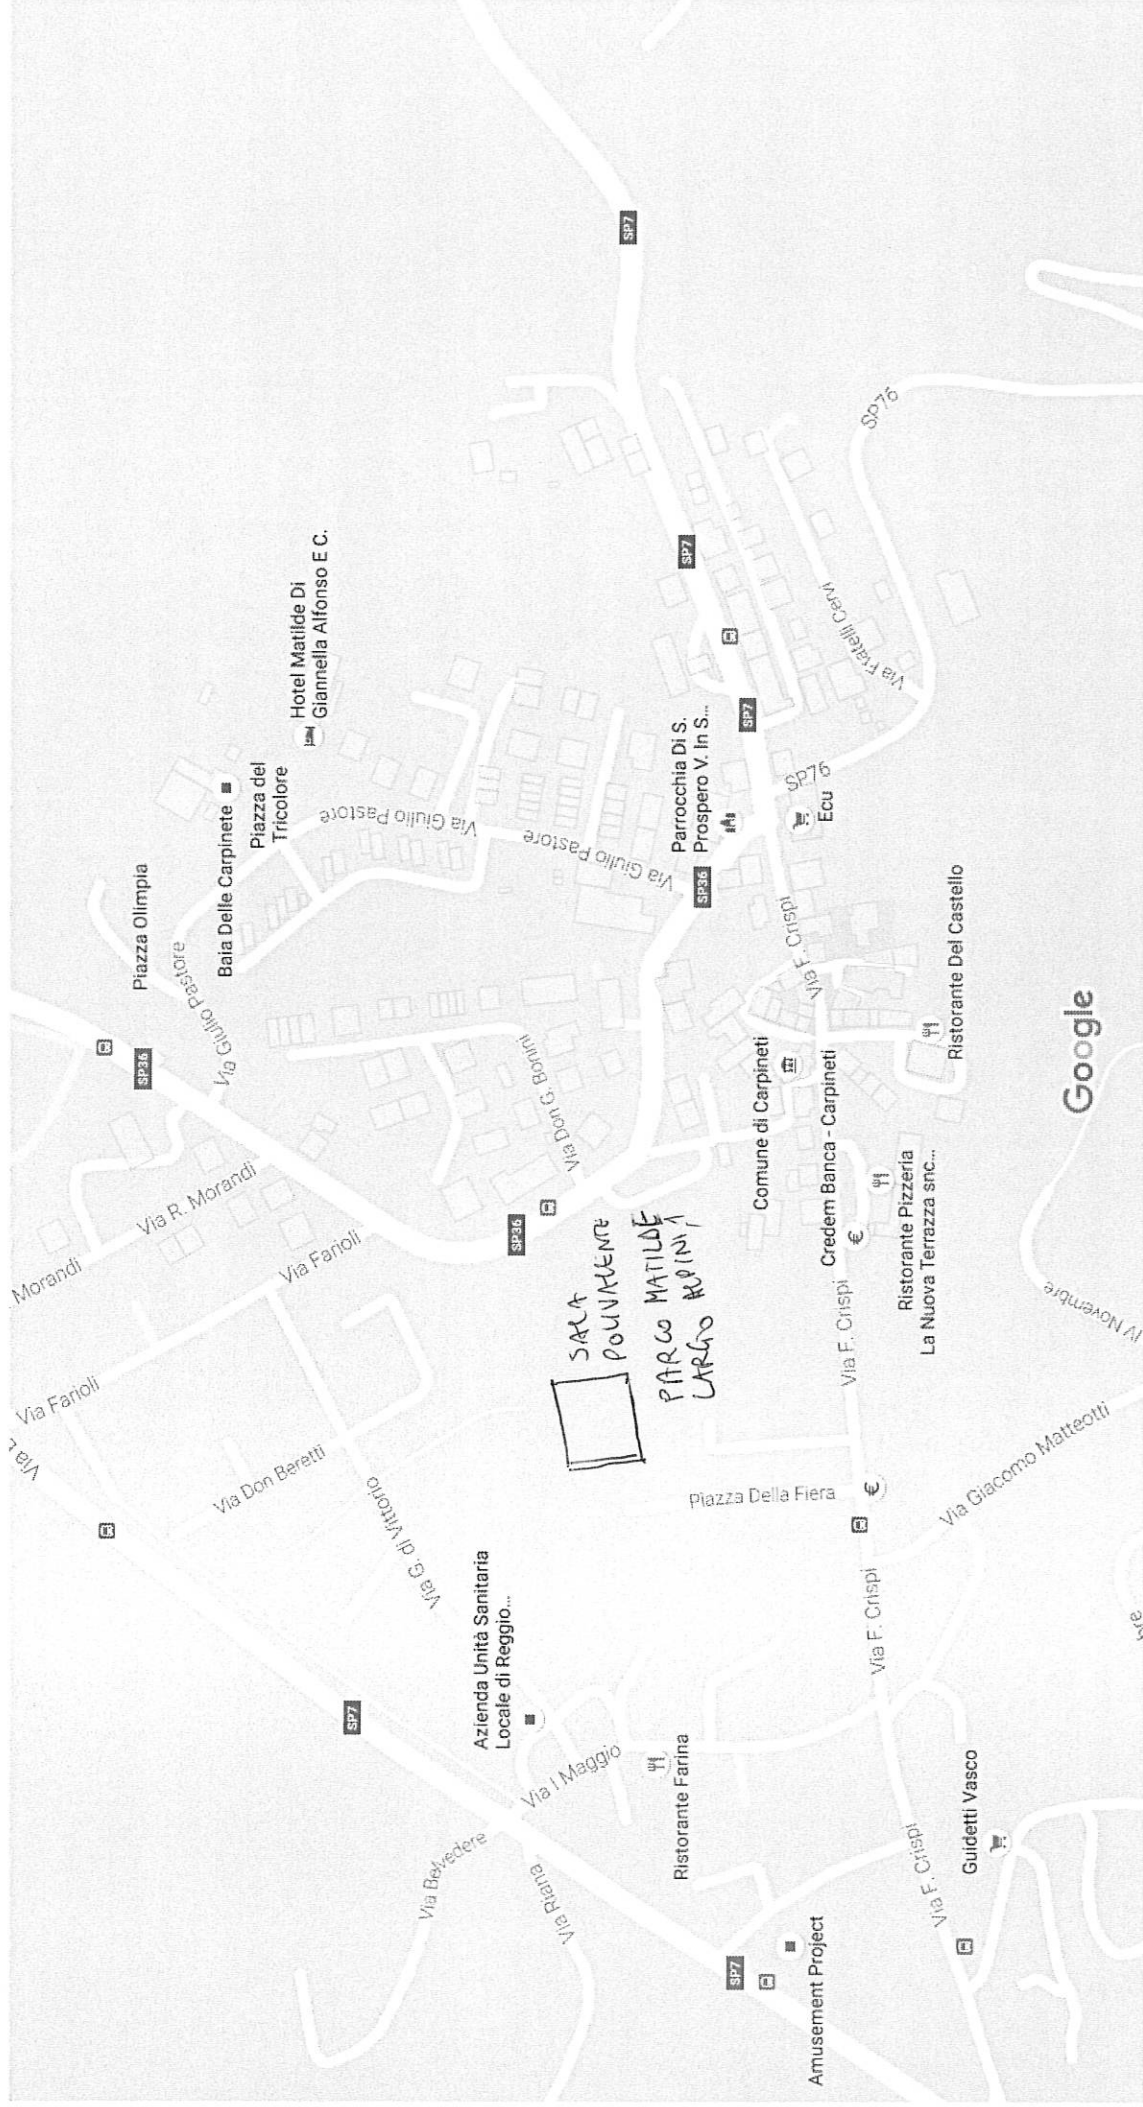 Via R. Morandi
Morandi
Via Farioli
Via Farioli
SP36
Piazza Olimpia
Via Giulio Pastore
Via Giulio Pastore
Baia Delle Carpinete
Piazza del
Tricolore
Hotel Matilde Di
Giannella Alfonso E C.
Via Giulio Pastore
Via Giulio Pastore
Via Don Beretti
Via G. di Vittorio
SP7
Via Belvedere
Azienda Unità Sanitaria
Locale di Reggio...
Via I Maggio
Via Riana
SP36
Via Don G. Bonini
SALA
POLIVALENTE
PARCO MATILDE
LARGO ALPINI, 1
SP7
SP7
SP36
Parrocchia Di S.
Prospero V. In S...
SP7
Ristorante Farina
Piazza Della Fiera
SP7
Amusement Project
Comune di Carpineti
Via F. Crispi
SP76
Ecu
Via Fratelli Cervi
SP76
Credem Banca - Carpineti
€
Via F. Crispi
€
Via F. Crispi
Via F. Crispi
Ristorante Pizzeria
La Nuova Terrazza snc...
Ristorante Del Castello
Guidetti Vasco
Via Giacomo Matteotti
IV Novembre
Google